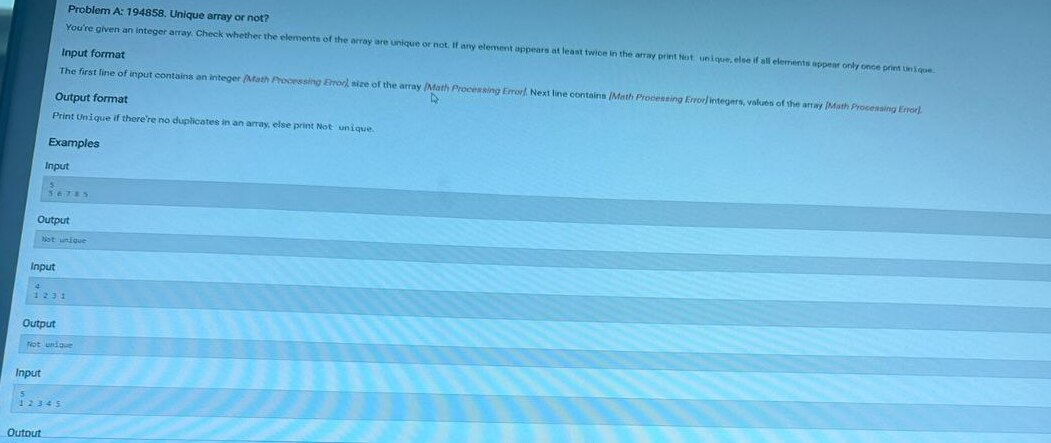 Problem A: 194858. Unique array or not?
You're given an integer array. Check whether the elements of the array are unique or not. If any element appears at least twice in the array print Not unique, else if all elements appear only once print Unique.
Input format
The first line of input contains an integer [Math Processing Error], size of the array [Math Processing Error]. Next line contains [Math Processing Error] integers, values of the array [Math Processing Error].
Output format
Print Unique if there're no duplicates in an array, else print Not unique.
Examples
Input
5
5 6 7 8 5
Output
Not unique
Input
4
1 2 3 1
Output
Not unique
Input
5
1 2 3 4 5
Output